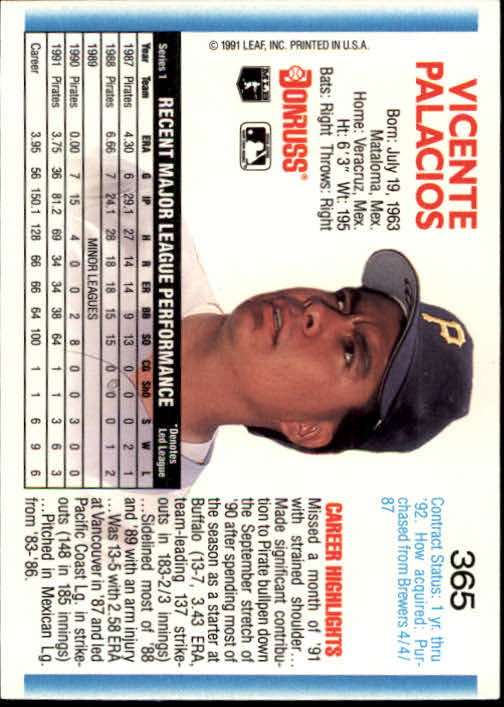 VICENTE
PALACIOS
Born: July 19, 1963
Mataloma, Mex.
Home: Veracruz, Mex.
Ht: 6'3" Wt: 195
Bats: Right Throws: Right
DONRUSS®
MLB
© 1991 LEAF, INC. PRINTED IN U.S.A.
P
365
Contract Status: 1 yr. thru
'92. How acquired: Pur-
chased from Brewers 4/4/
87
CAREER HIGHLIGHTS
Missed a month of '91
with strained shoulder...
Made significant contribu-
tion to Pirate bullpen down
the September stretch of
'90 after spending most of
the season as a starter at
Buffalo (13-7, 3.43 ERA,
team-leading 137 strike-
outs in 183-2/3 innings)
...Sidelined most of '88
and '89 with an arm injury
...Was 13-5 with 2.58 ERA
at Vancouver in '87 and led
Pacific Coast Lg. in strike-
outs (148 in 185 innings)
...Pitched in Mexican Lg.
from '83-'86.
Series 1 RECENT MAJOR LEAGUE PERFORMANCE *Denotes
Led League
Year Team ERA G IP H R ER BB SO CG ShO S W L
1987 Pirates 4.30 6 29.1 27 14 14 9 13 0 0 0 2 1
1988 Pirates 6.66 7 24.1 28 18 18 15 15 0 0 0 1 2
1989 MINOR LEAGUES
1990 Pirates 0.00 7 15 4 0 0 2 8 0 0 3 0 0
1991 Pirates 3.75 36 81.2 69 34 34 38 64 1 1 3 6 3
Career 3.95 56 150.1 128 66 66 64 100 1 1 6 9 6